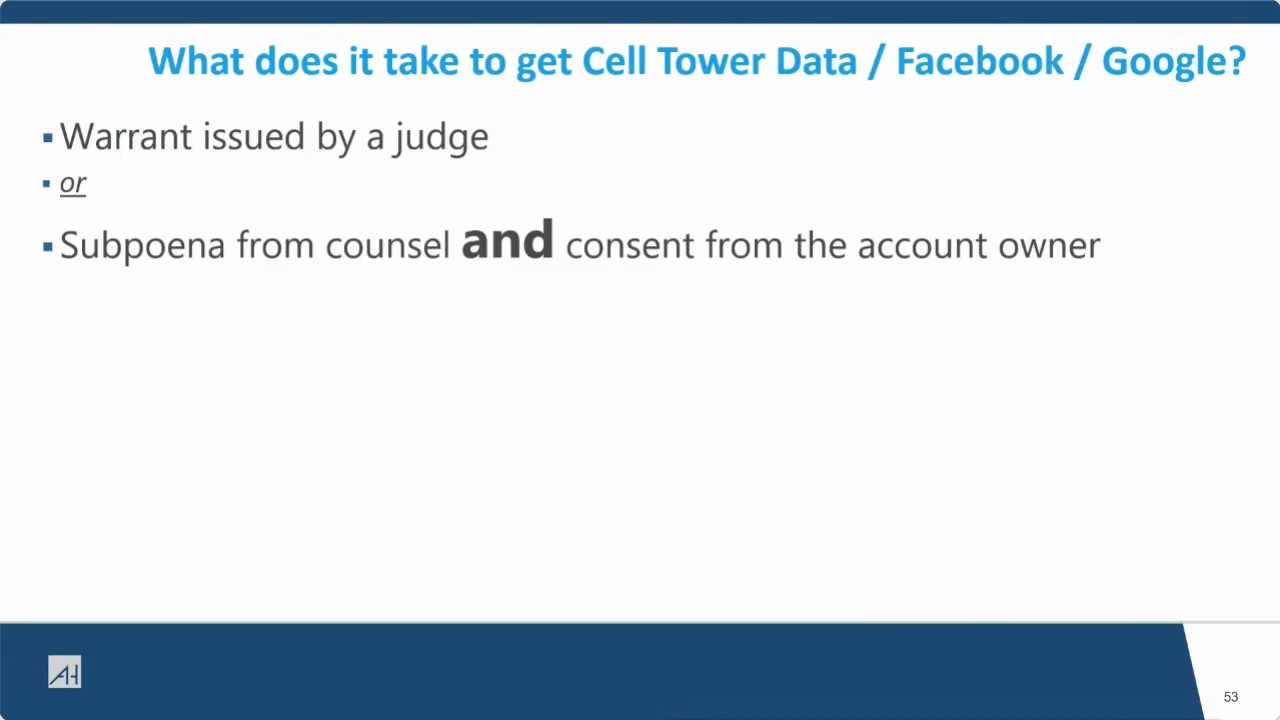 What does it take to get Cell Tower Data / Facebook / Google?
▪ Warrant issued by a judge
▪ or
▪ Subpoena from counsel and consent from the account owner
AH
53